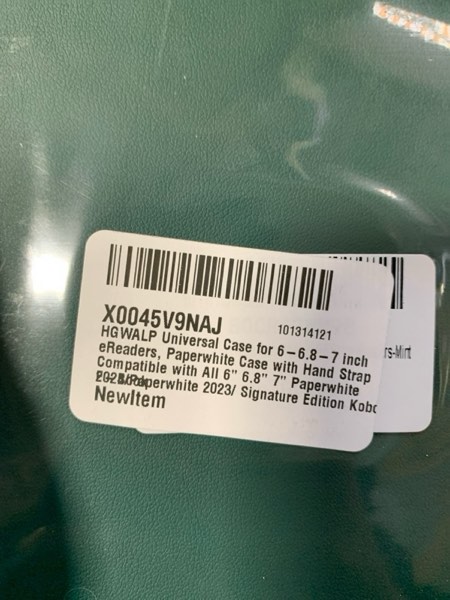 X0045V9NAJ
101314121
HGWALP Universal Case for 6-6.8-7 inch
eReaders, Paperwhite Case with Hand Strap
Compatible with All 6" 6.8" 7" Paperwhite
Paperwhite 2023/ Signature Edition Kobo
NewItem
rs-Mint